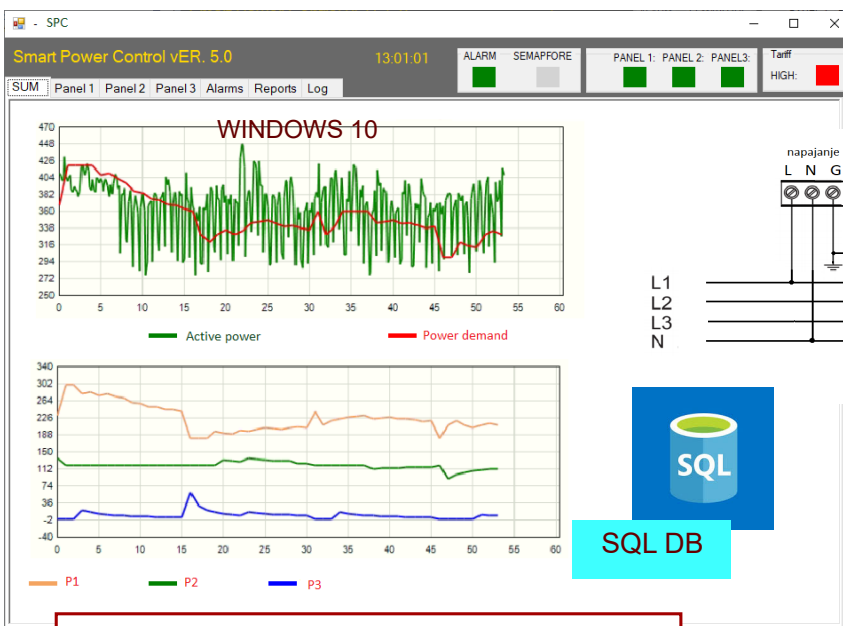 SPC
Smart Power Control vER. 5.0
13:01:01
ALARM SEMAPFORE
PANEL 1: PANEL 2: PANEL3:
Tariff
HIGH:
SUM Panel 1 Panel 2 Panel 3 Alarms Reports Log
WINDOWS 10
470
448
426
404
382
360
338
316
294
272
250
0 5 10 15 20 25 30 35 40 45 50 55 60
Active power Power demand
napajanje
L N G
L1
L2
L3
N
340
302
264
226
188
150
112
74
36
-2
-40
0 5 10 15 20 25 30 35 40 45 50 55 60
P1 P2 P3
SQL
SQL DB